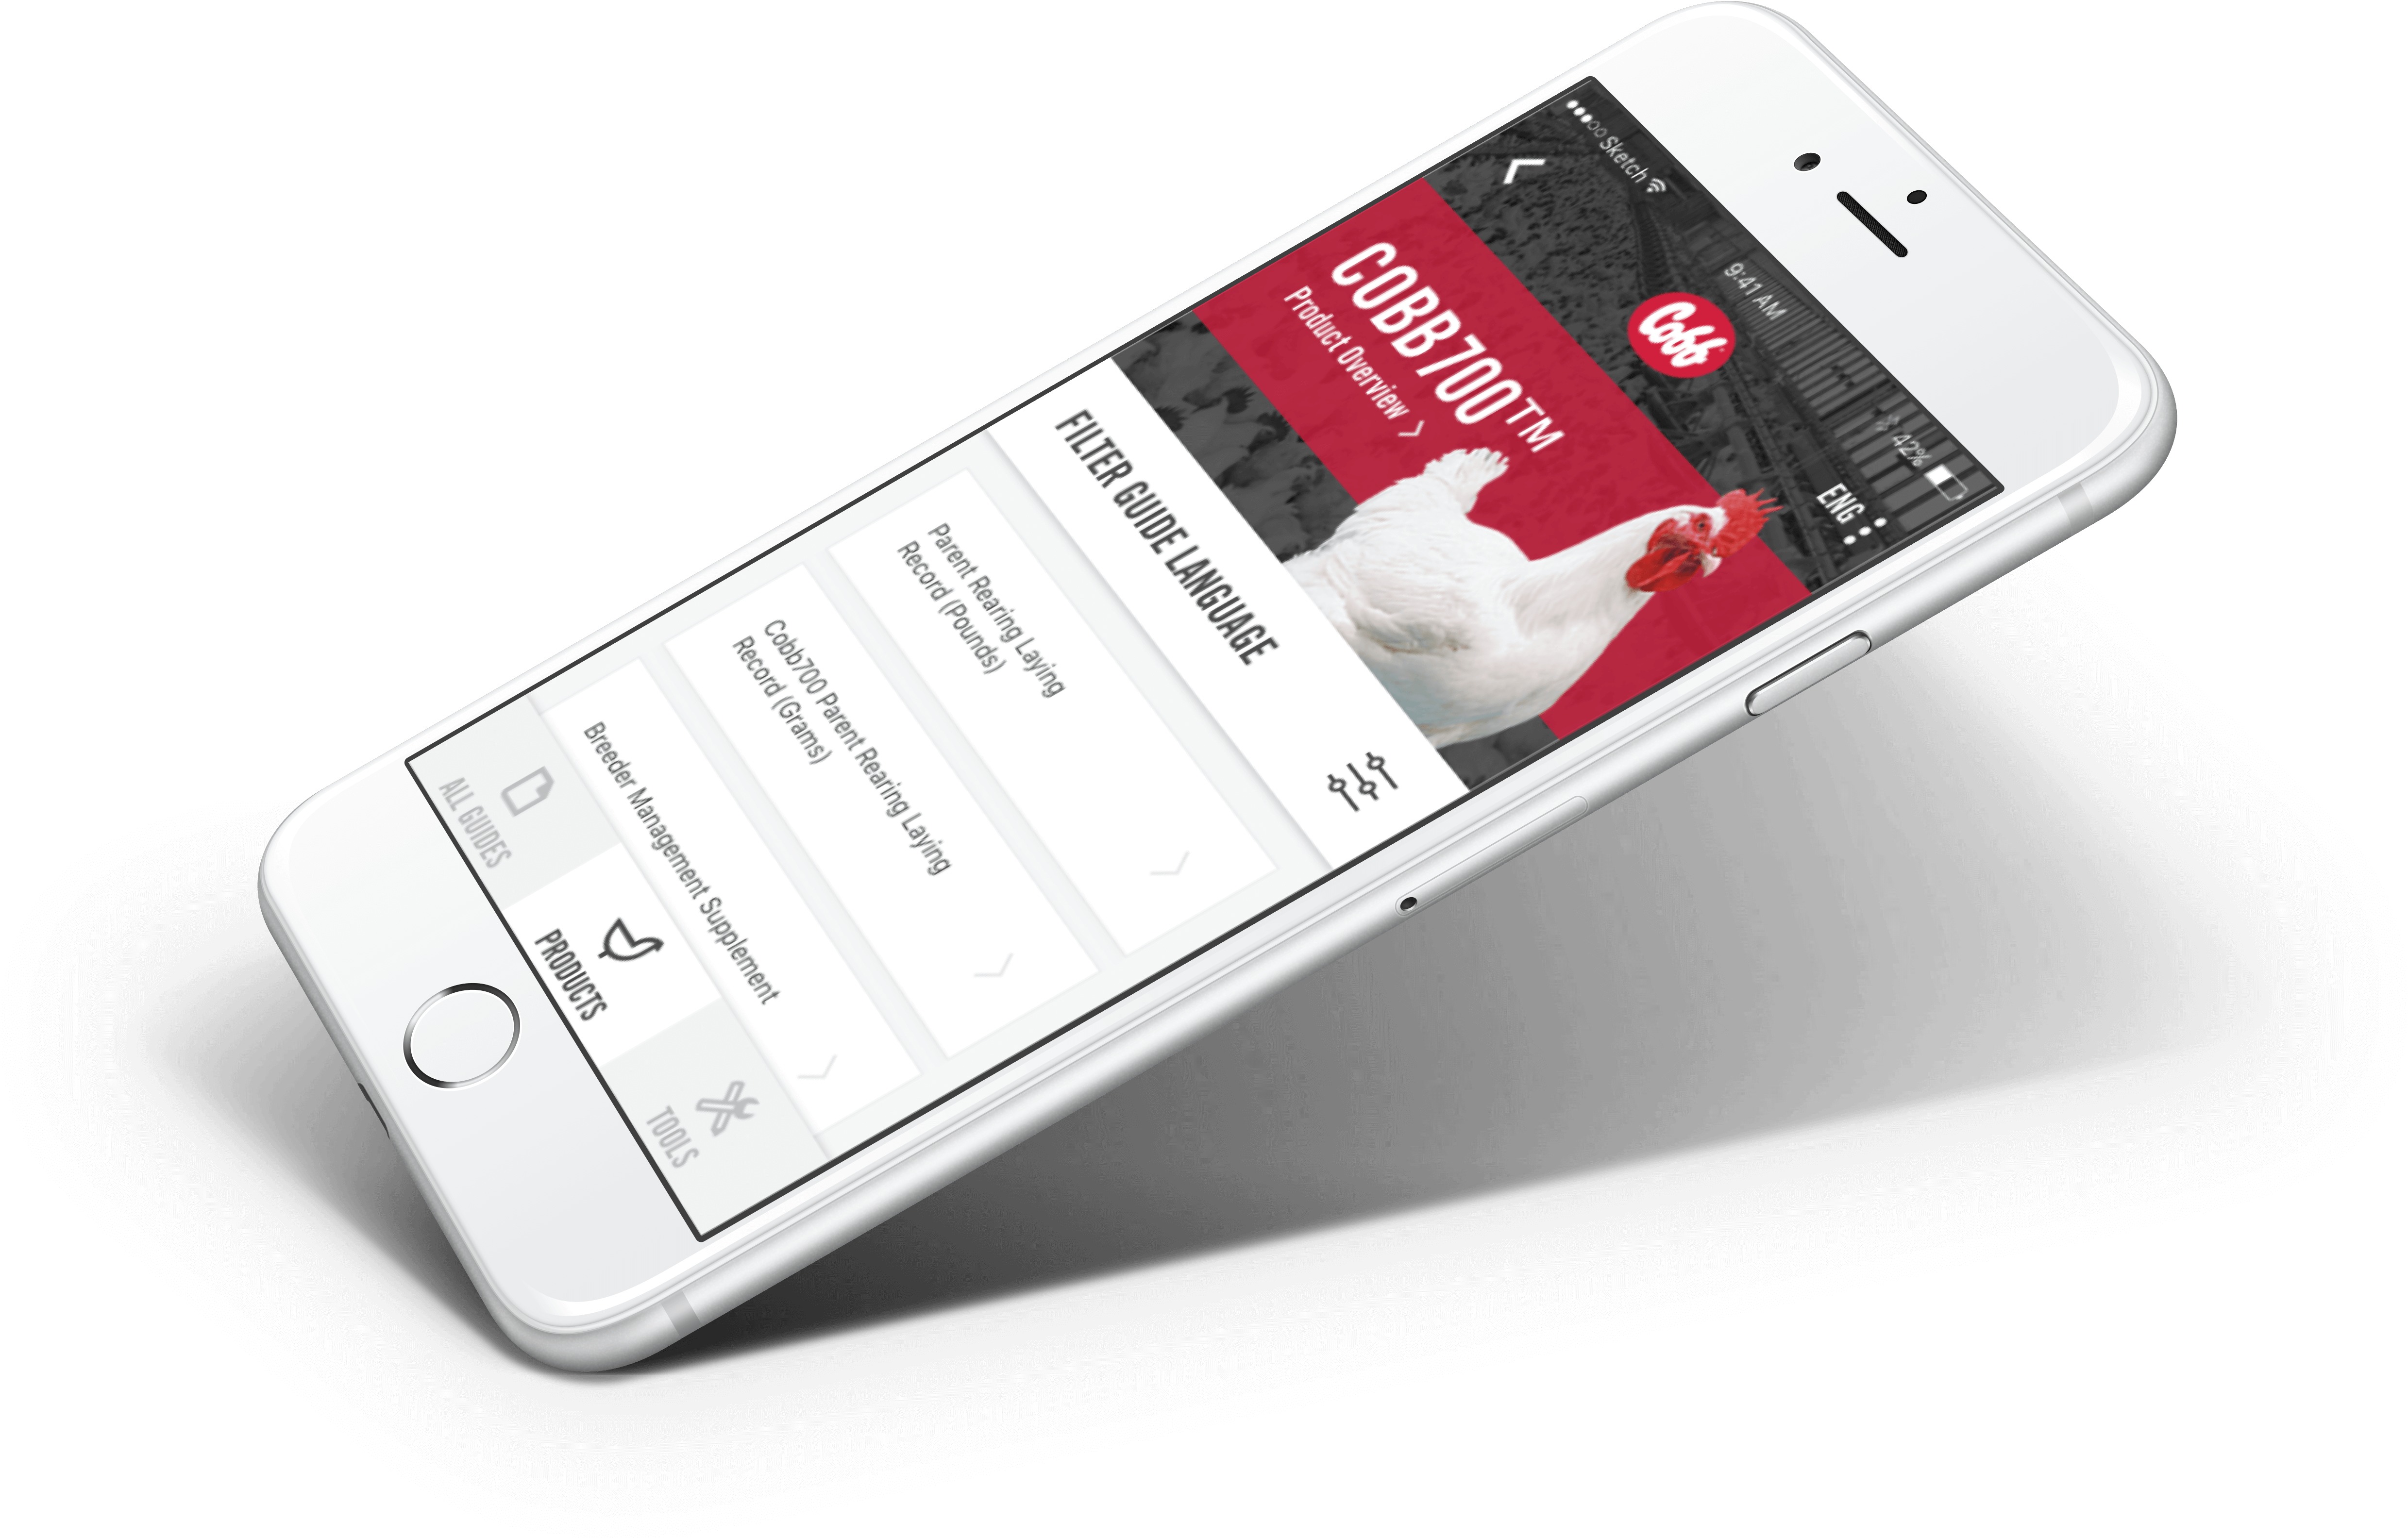 Sketch 9:41 AM 42%
Cobb
ENG
COBB700™
Product Overview
FILTER GUIDE LANGUAGE
Parent Rearing Laying
Record (Pounds)
Cobb700 Parent Rearing Laying
Record (Grams)
Breeder Management Supplement
ALL GUIDES
PRODUCTS
TOOLS